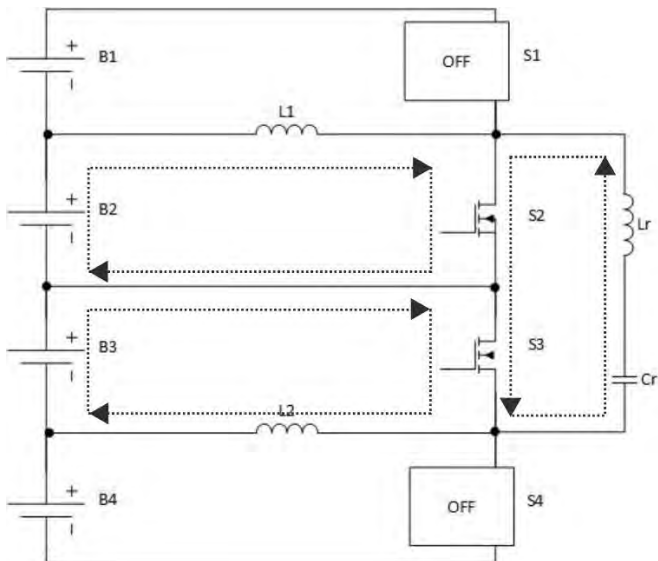 +
B1
OFF
S1
L1
+
B2
S2
Lr
+
B3
S3
Cr
L2
+
B4
OFF
S4